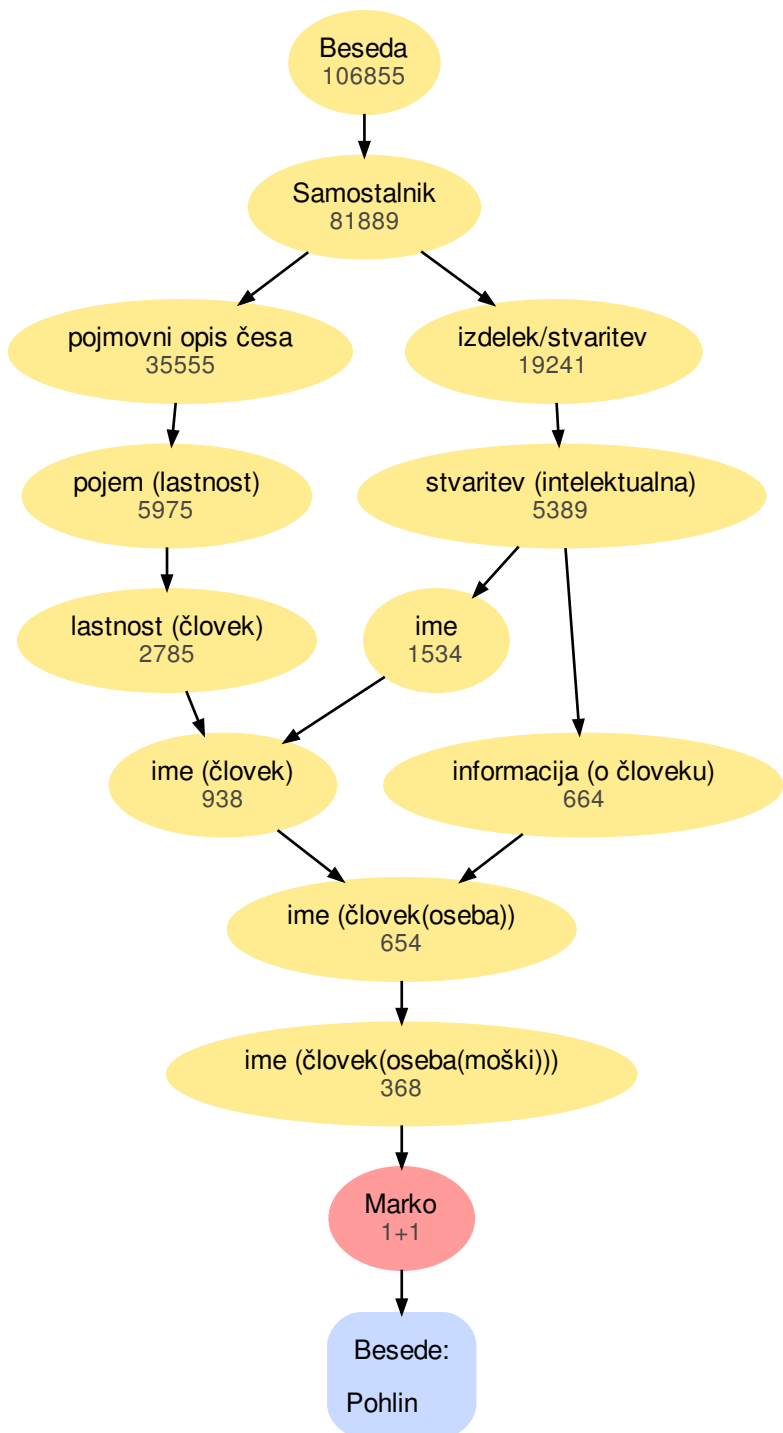 Beseda
106855
Samostalnik
81889
pojmovni opis česa
35555
izdelek/stvaritev
19241
pojem (lastnost)
5975
stvaritev (intelektualna)
5389
lastnost (človek)
2785
ime
1534
ime (človek)
938
informacija (o človeku)
664
ime (človek(oseba))
654
ime (človek(oseba(moški)))
368
Marko
1+1
Besede:
Pohlin